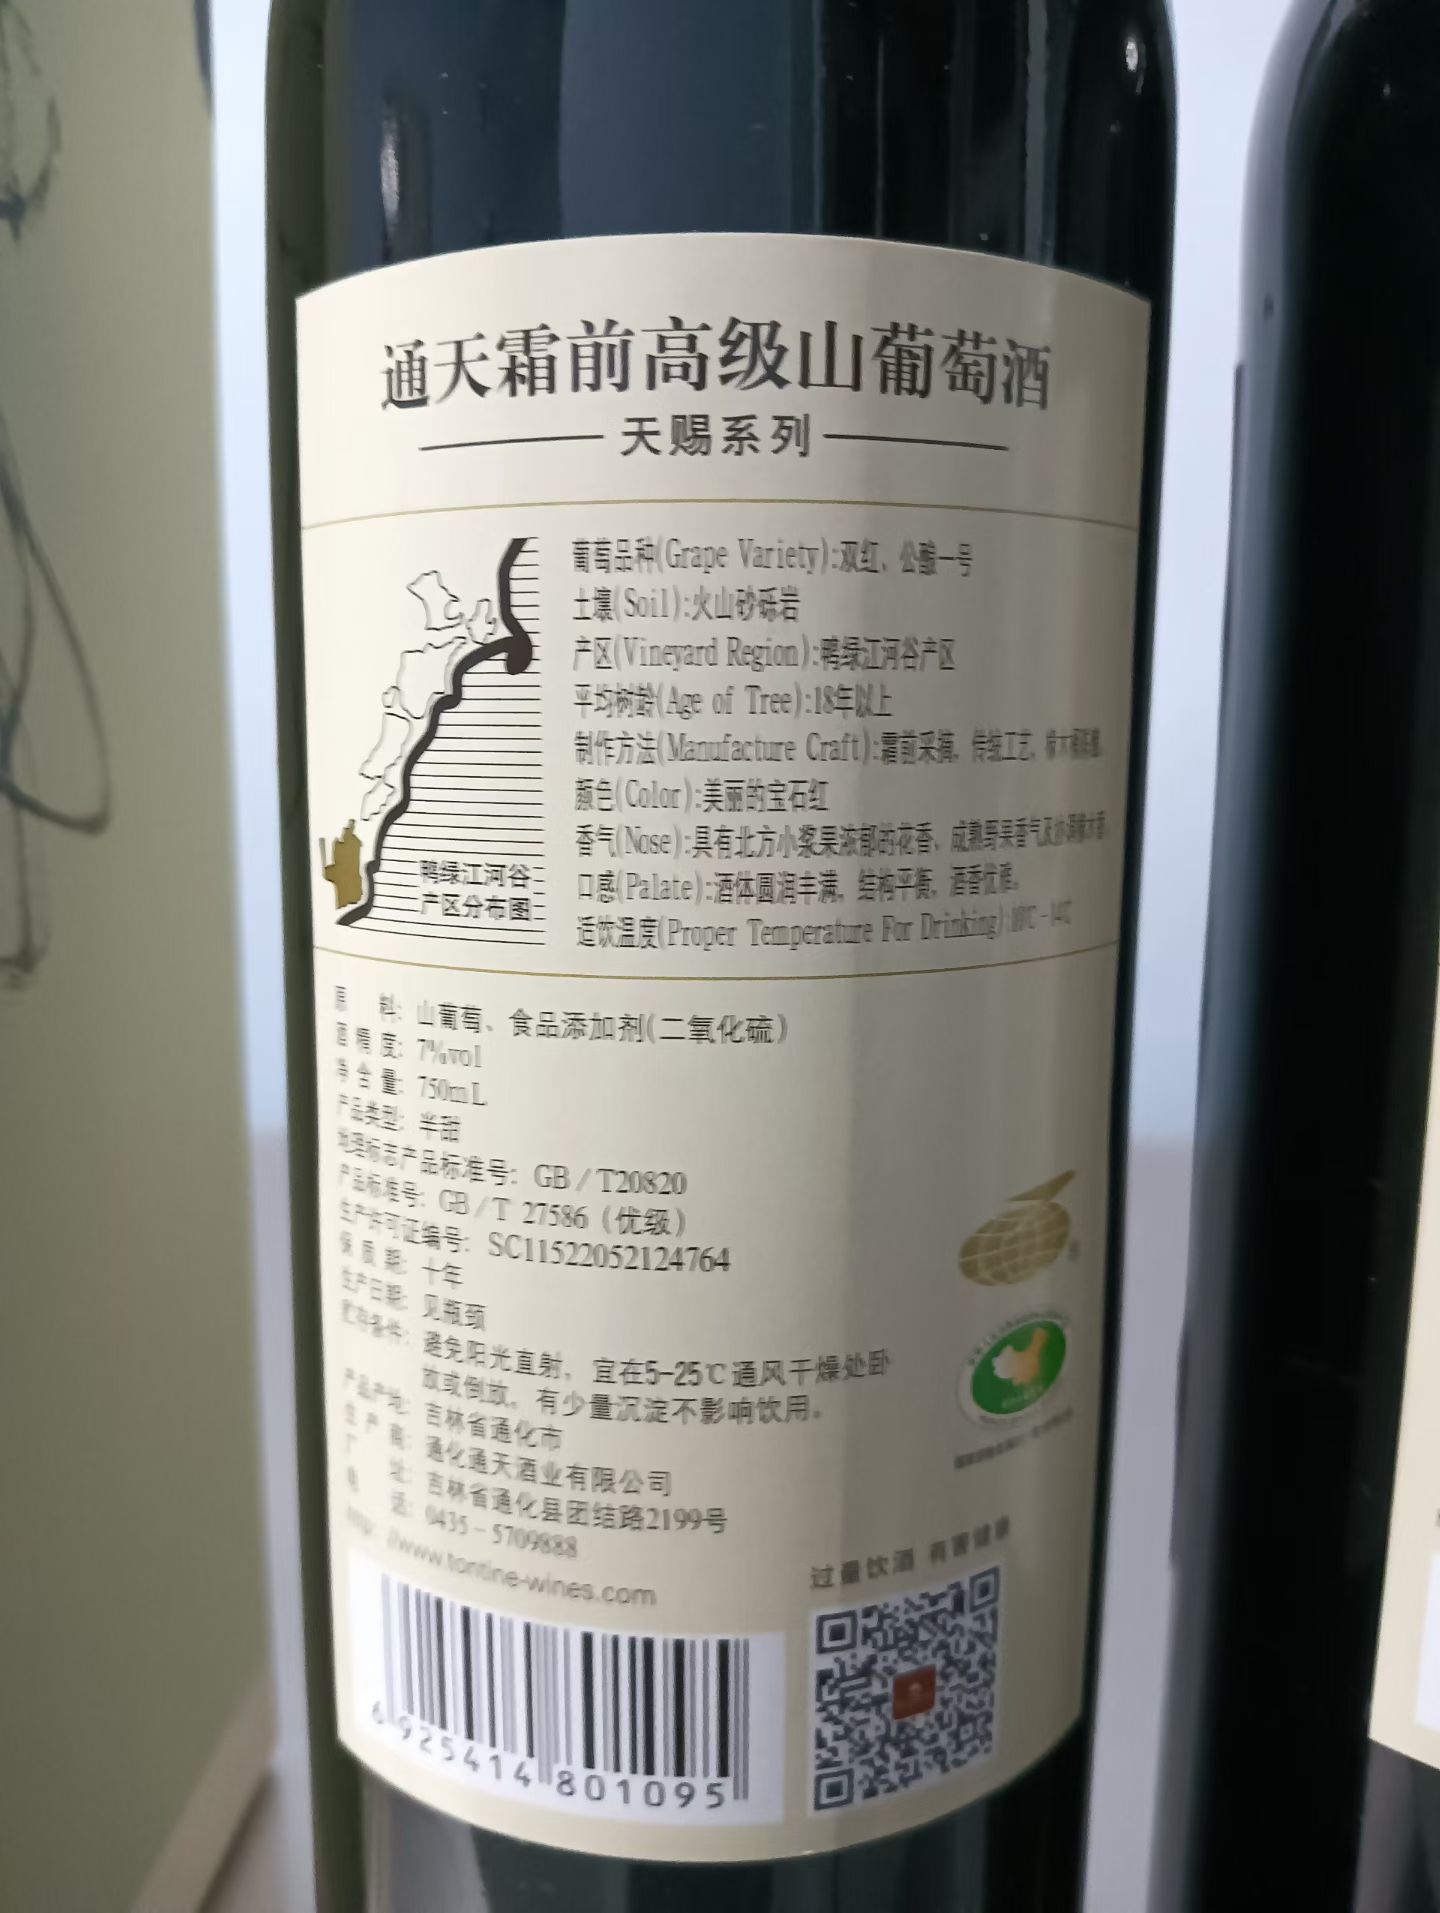 通天霜前高级山葡萄酒
天赐系列
葡萄品种(Grape Variety):双红、公酿一号
土壤(Soil):火山砂砾岩
产区(Vineyard Region):鸭绿江河谷产区
平均树龄(Age of Tree):18年以上
制作方法(Manufacture Craft):霜前采摘, 传统工艺,
颜色(Color):美丽的宝石红
香气(Nose):具有北方小浆果浓郁的花香、成熟野果香气及
口感(Palate):酒体圆润丰满, 结构平衡, 酒香优雅。
适饮温度(Proper Temperature For Drinking):10℃-14℃
鸭绿江河谷
产区分布图
原 料: 山葡萄、食品添加剂(二氧化硫)
酒 精 度: 7%vol
净 含 量: 750mL
产品类型: 半甜
地理标志产品标准号: GB/T20820
产品标准号: GB/T 27586 (优级)
生产许可证编号: SC11522052124764
保 质 期: 十年
生产日期: 见瓶颈
贮存条件: 避免阳光直射, 宜在5-25℃通风干燥处卧
放或倒放。有少量沉淀不影响饮用。
产品产地: 吉林省通化市
生 产 商: 通化通天酒业有限公司
厂 址: 吉林省通化县团结路2199号
电 话: 0435-5709888
http: //www.tontine-wines.com
过量饮酒 有害健康
6 925414 801095